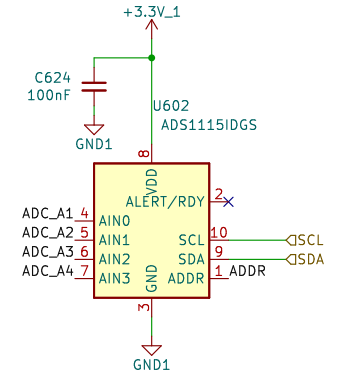 +3.3V_1
C624
100nF
GND1
U602
ADS1115IDGS
8
VDD
ALERT/RDY 2
ADC_A1 4 AIN0
ADC_A2 5 AIN1 SCL 10 SCL
ADC_A3 6 AIN2 SDA 9 SDA
ADC_A4 7 AIN3 ADDR 1 ADDR
GND
3
GND1